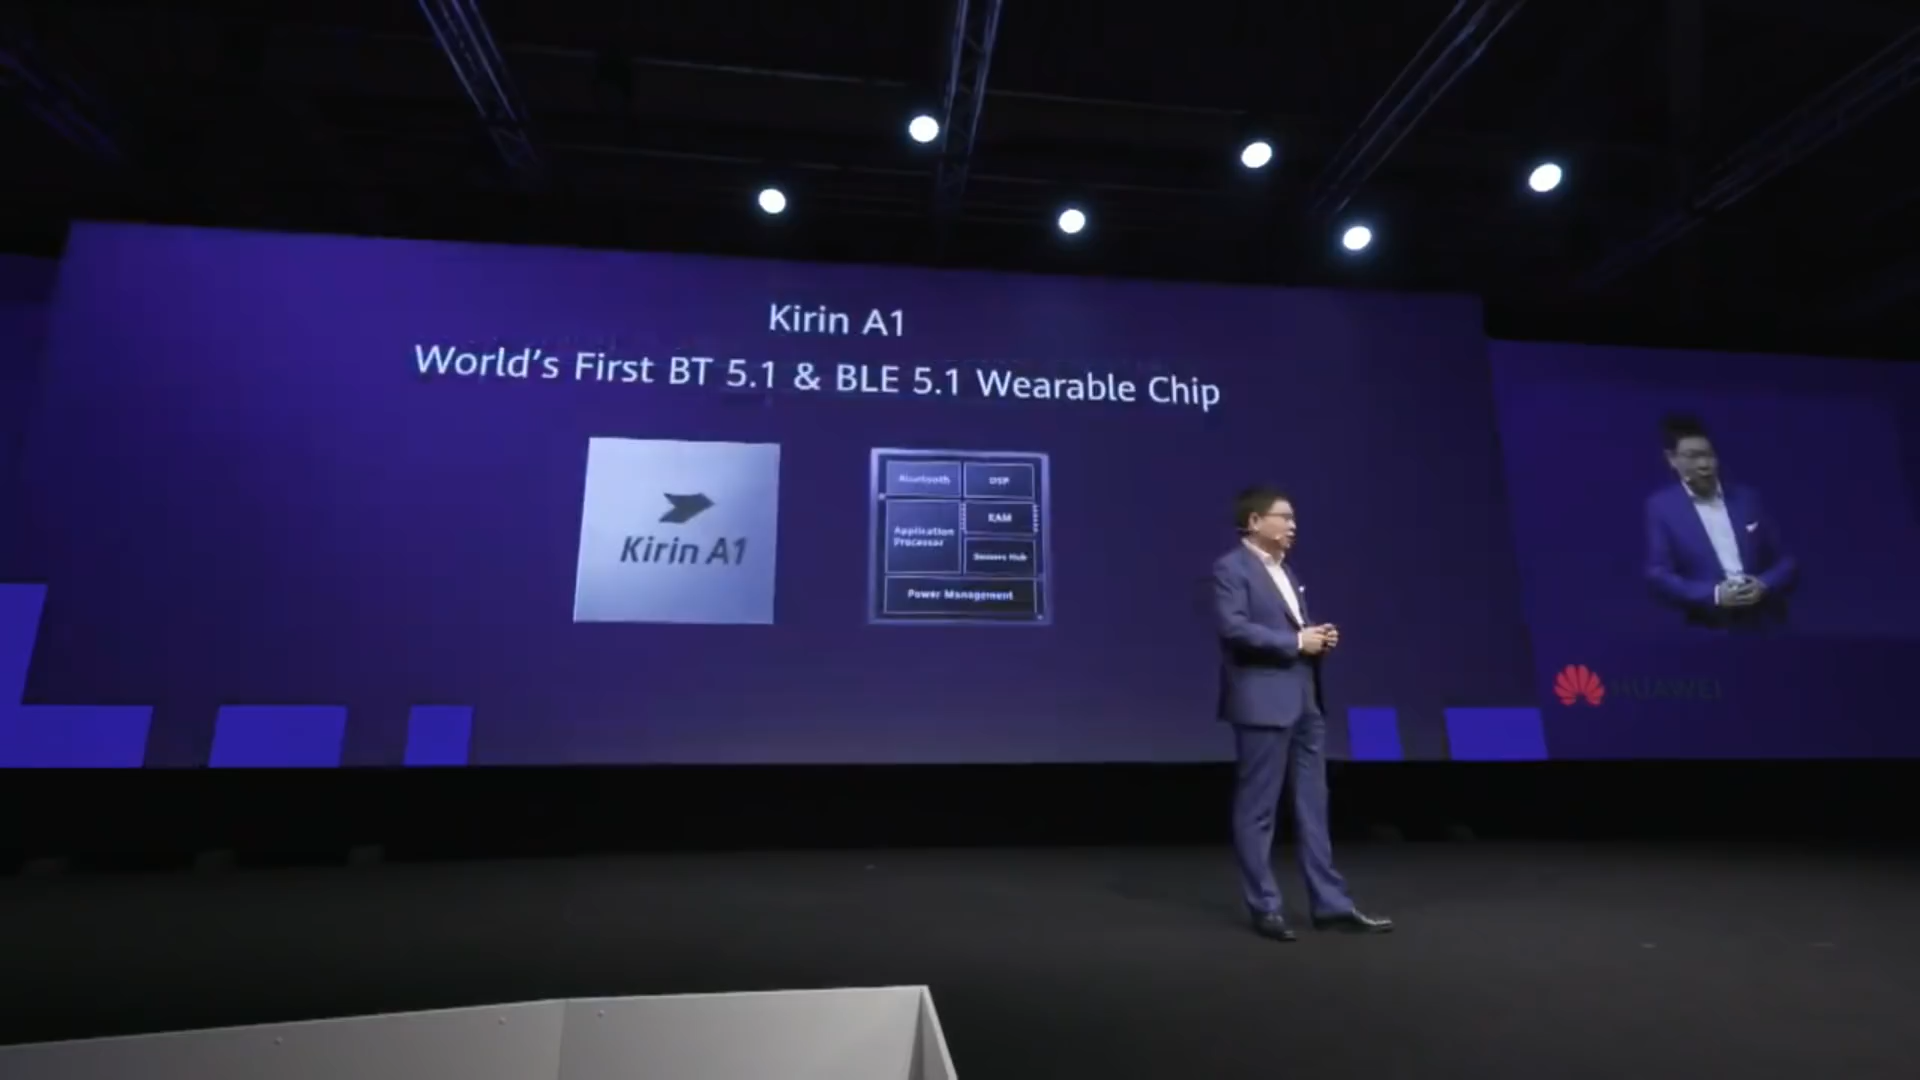 Kirin A1
World's First BT 5.1 & BLE 5.1 Wearable Chip
Kirin A1
Bluetooth
DSP
Application
Processor
RAM
Sensors Hub
Power Management
HUAWEI